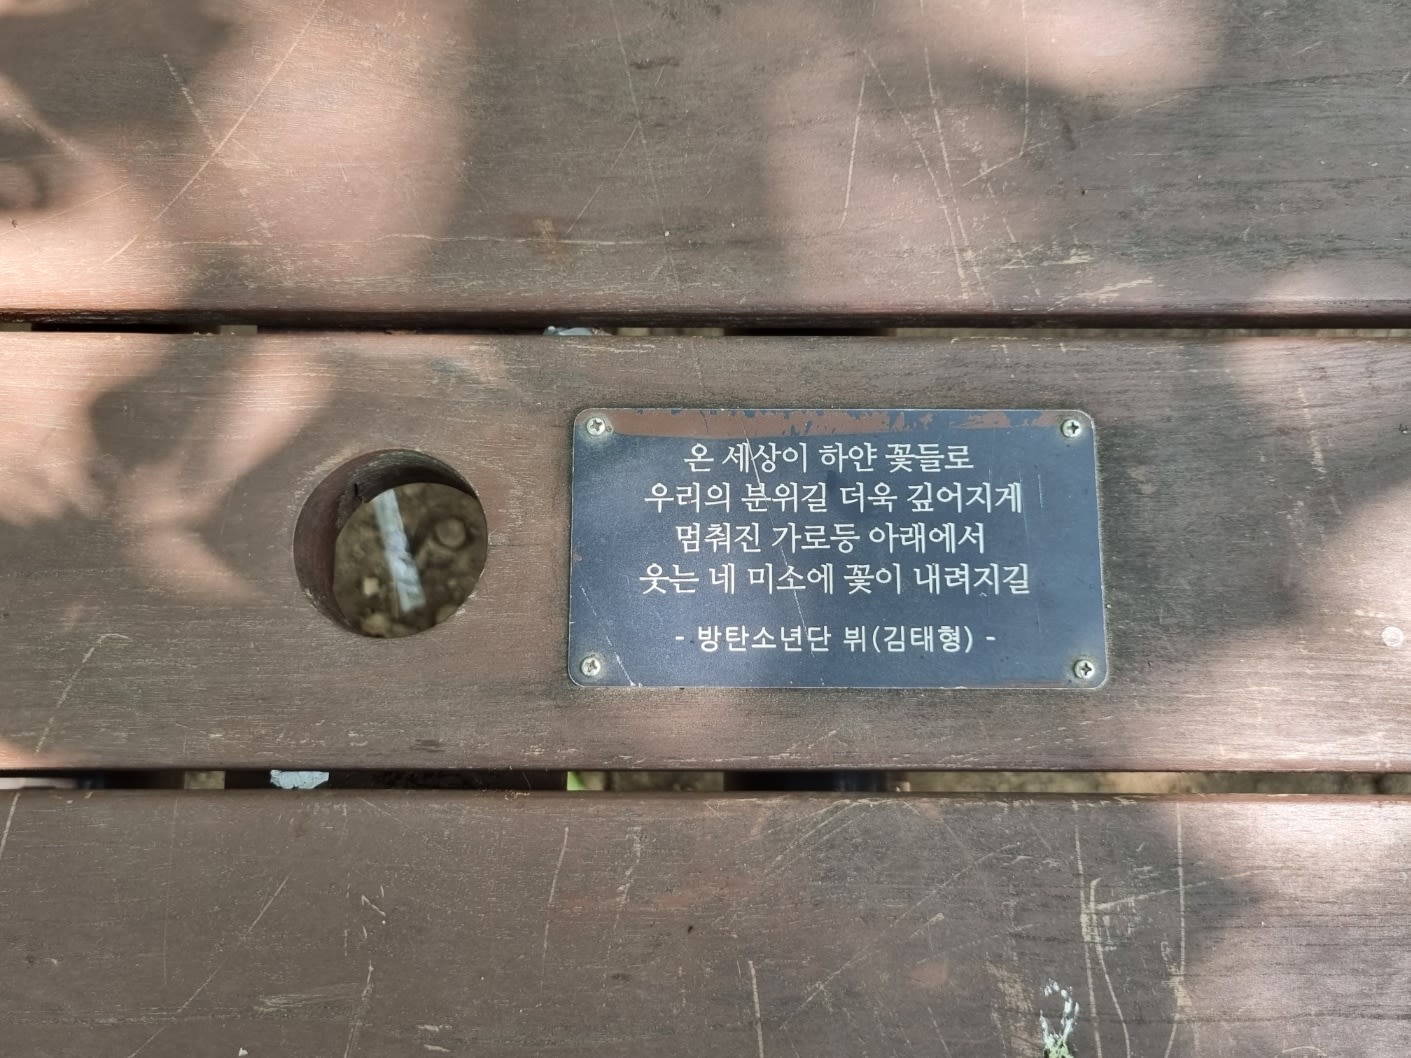 온 세상이 하얀 꽃들로
우리의 분위길 더욱 깊어지게
멈춰진 가로등 아래에서
웃는 네 미소에 꽃이 내려지길
- 방탄소년단 뷔(김태형) -